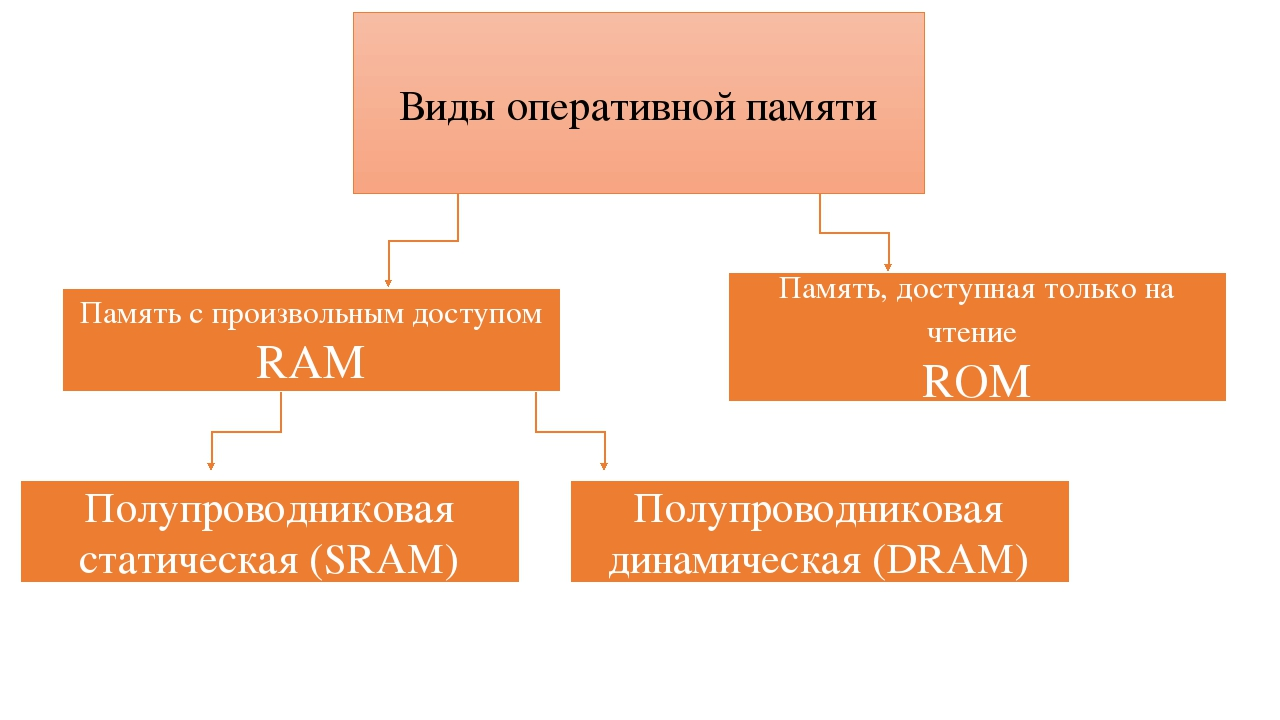 Виды оперативной памяти
Память с произвольным доступом
RAM
Память, доступная только на
чтение
ROM
Полупроводниковая
статическая (SRAM)
Полупроводниковая
динамическая (DRAM)